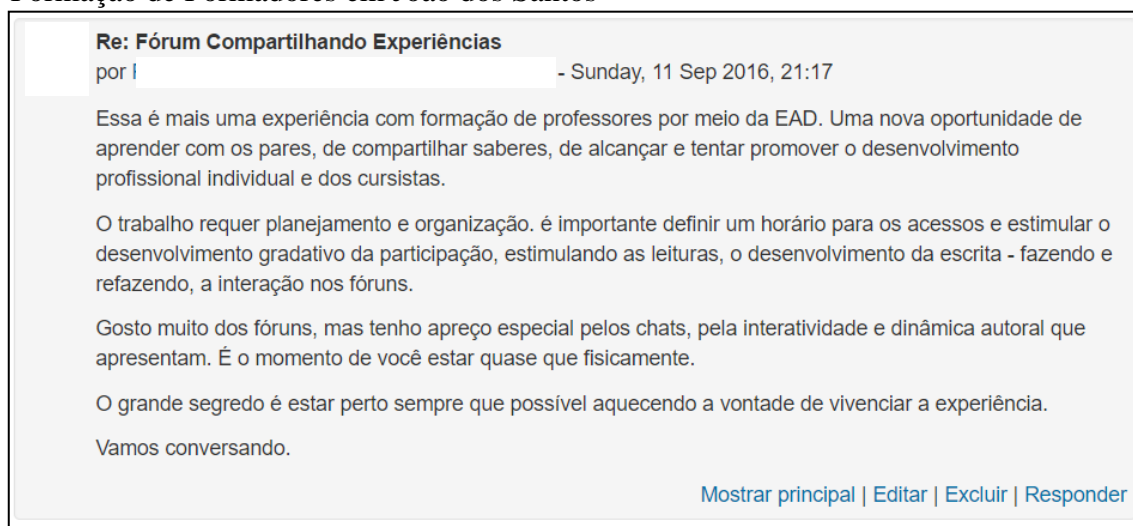 Formação de Formadores em João dos Santos
Re: Fórum Compartilhando Experiências
por - Sunday, 11 Sep 2016, 21:17
Essa é mais uma experiência com formação de professores por meio da EAD. Uma nova oportunidade de
aprender com os pares, de compartilhar saberes, de alcançar e tentar promover o desenvolvimento
profissional individual e dos cursistas.
O trabalho requer planejamento e organização. é importante definir um horário para os acessos e estimular o
desenvolvimento gradativo da participação, estimulando as leituras, o desenvolvimento da escrita - fazendo e
refazendo, a interação nos fóruns.
Gosto muito dos fóruns, mas tenho apreço especial pelos chats, pela interatividade e dinâmica autoral que
apresentam. É o momento de você estar quase que fisicamente.
O grande segredo é estar perto sempre que possível aquecendo a vontade de vivenciar a experiência.
Vamos conversando.
Mostrar principal | Editar | Excluir | Responder